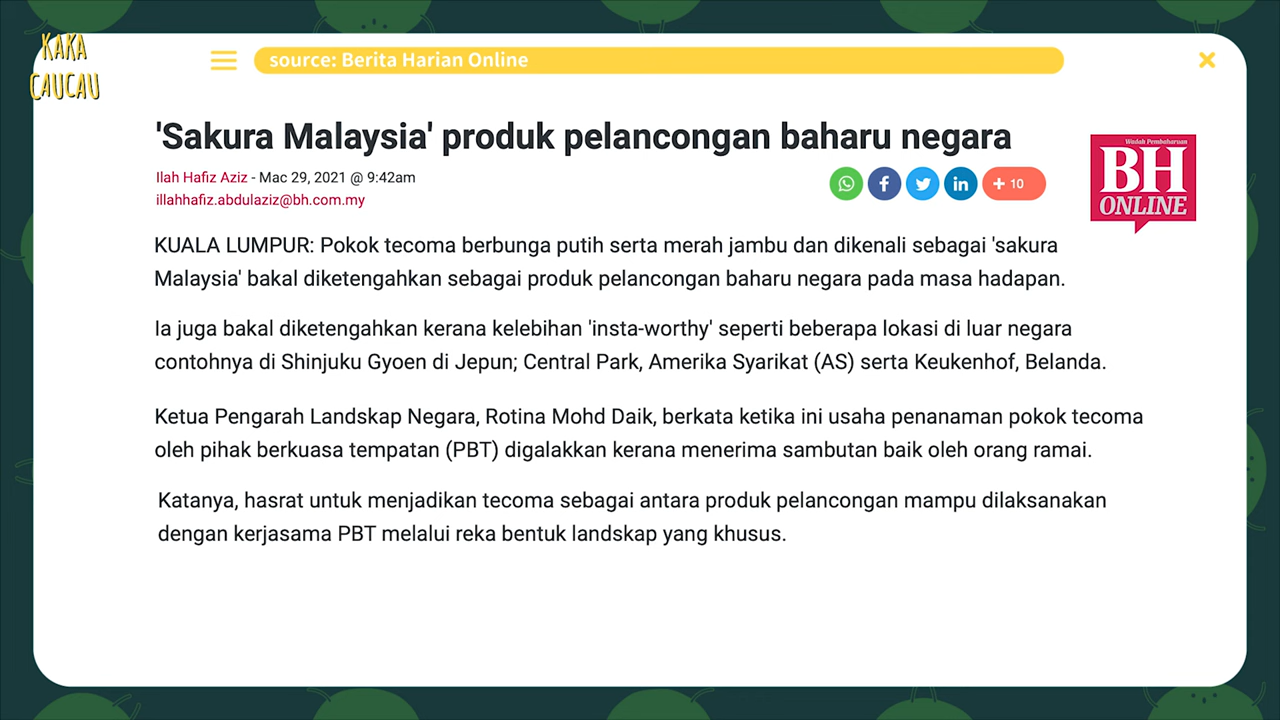 KAKA
CAUCAU
source: Berita Harian Online
'Sakura Malaysia' produk pelancongan baharu negara
Ilah Hafiz Aziz - Mac 29, 2021 @ 9:42am
illahhafiz.abdulaziz@bh.com.my
10
Wadah Pembaharuan
BH
ONLINE
KUALA LUMPUR: Pokok tecoma berbunga putih serta merah jambu dan dikenali sebagai 'sakura
Malaysia' bakal diketengahkan sebagai produk pelancongan baharu negara pada masa hadapan.
Ia juga bakal diketengahkan kerana kelebihan 'insta-worthy' seperti beberapa lokasi di luar negara
contohnya di Shinjuku Gyoen di Jepun; Central Park, Amerika Syarikat (AS) serta Keukenhof, Belanda.
Ketua Pengarah Landskap Negara, Rotina Mohd Daik, berkata ketika ini usaha penanaman pokok tecoma
oleh pihak berkuasa tempatan (PBT) digalakkan kerana menerima sambutan baik oleh orang ramai.
Katanya, hasrat untuk menjadikan tecoma sebagai antara produk pelancongan mampu dilaksanakan
dengan kerjasama PBT melalui reka bentuk landskap yang khusus.